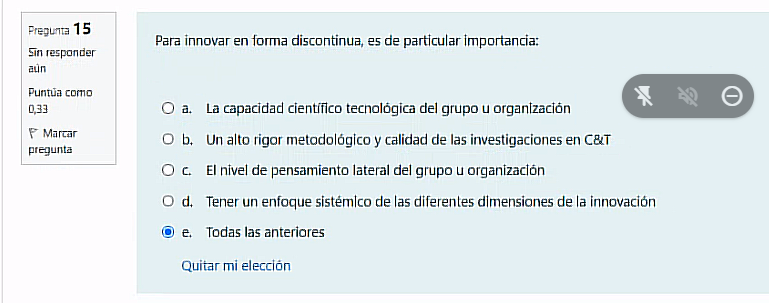 Pregunta 15
Sin responder
aún
Puntúa como
0,33
Marcar
pregunta
Para innovar en forma discontinua, es de particular importancia:
a. La capacidad científico tecnológica del grupo u organización
b. Un alto rigor metodológico y calidad de las investigaciones en C&T
c. El nivel de pensamiento lateral del grupo u organización
d. Tener un enfoque sistémico de las diferentes dimensiones de la innovación
e. Todas las anteriores
Quitar mi elección